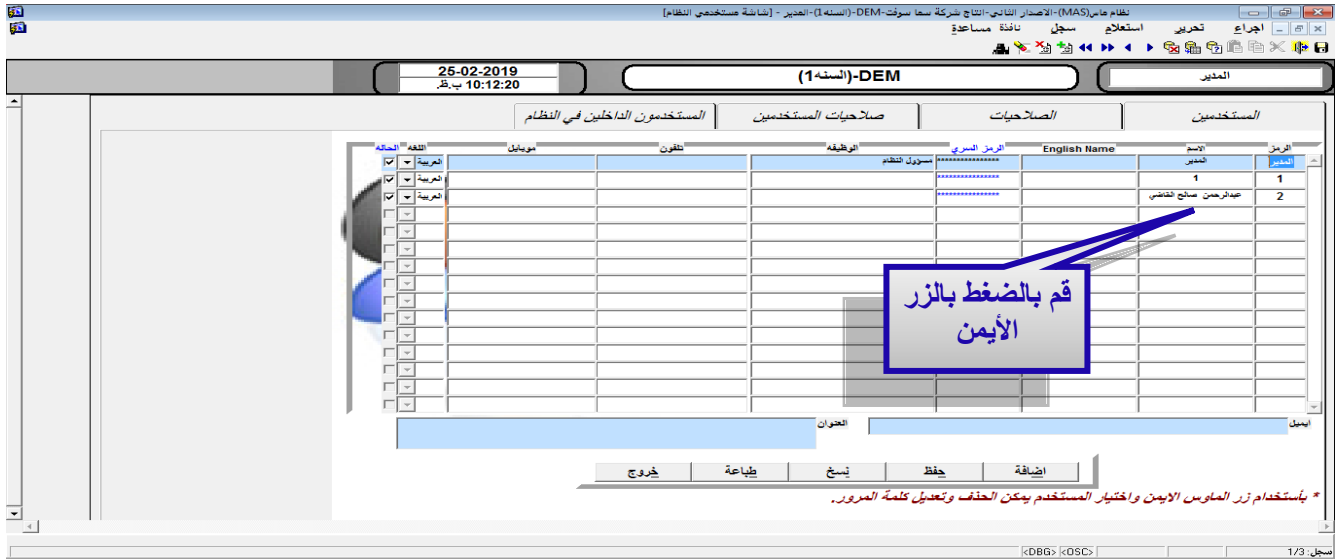 نظام ماس(MAS)-الاصدار الثاني-انتاج شركة سما سوفت-DEM-(السنه1)-المدير - [شاشة مستخدمي النظام]
اجراء تحرير استعلام سجل نافذة مساعدة
المدير
DEM-(السنه1)
25-02-2019
10:12:20 ب.ظ.
المستخدمين
الصلاحيات
صلاحيات المستخدمين
المستخدمون الداخلين في النظام
الرمز الاسم English Name الرمز السري الوظيفه تلفون موبايل اللغه الحاله
المدير المدير **************** مسؤول النظام العربية
1 1 **************** العربية
2 عبدالرحمن صالح القاضي **************** العربية
قم بالضغط بالزر
الأيمن
ايميل
العنوان
اضافة حفظ نسخ طباعة خروج
* بأستخدام زر الماوس الايمن واختيار المستخدم يمكن الحذف وتعديل كلمة المرور.
سجل: 1/3
<OSC> <DBG>